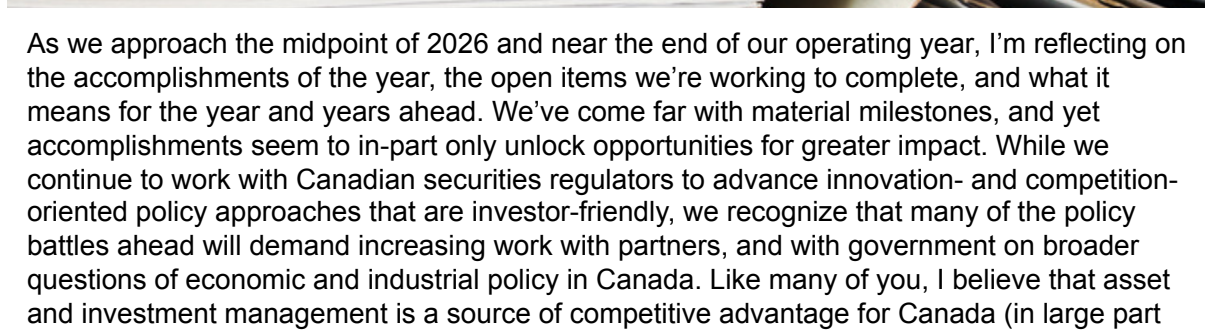 As we approach the midpoint of 2026 and near the end of our operating year, I’m reflecting on
the accomplishments of the year, the open items we’re working to complete, and what it
means for the year and years ahead. We’ve come far with material milestones, and yet
accomplishments seem to in-part only unlock opportunities for greater impact. While we
continue to work with Canadian securities regulators to advance innovation- and competition-
oriented policy approaches that are investor-friendly, we recognize that many of the policy
battles ahead will demand increasing work with partners, and with government on broader
questions of economic and industrial policy in Canada. Like many of you, I believe that asset
and investment management is a source of competitive advantage for Canada (in large part